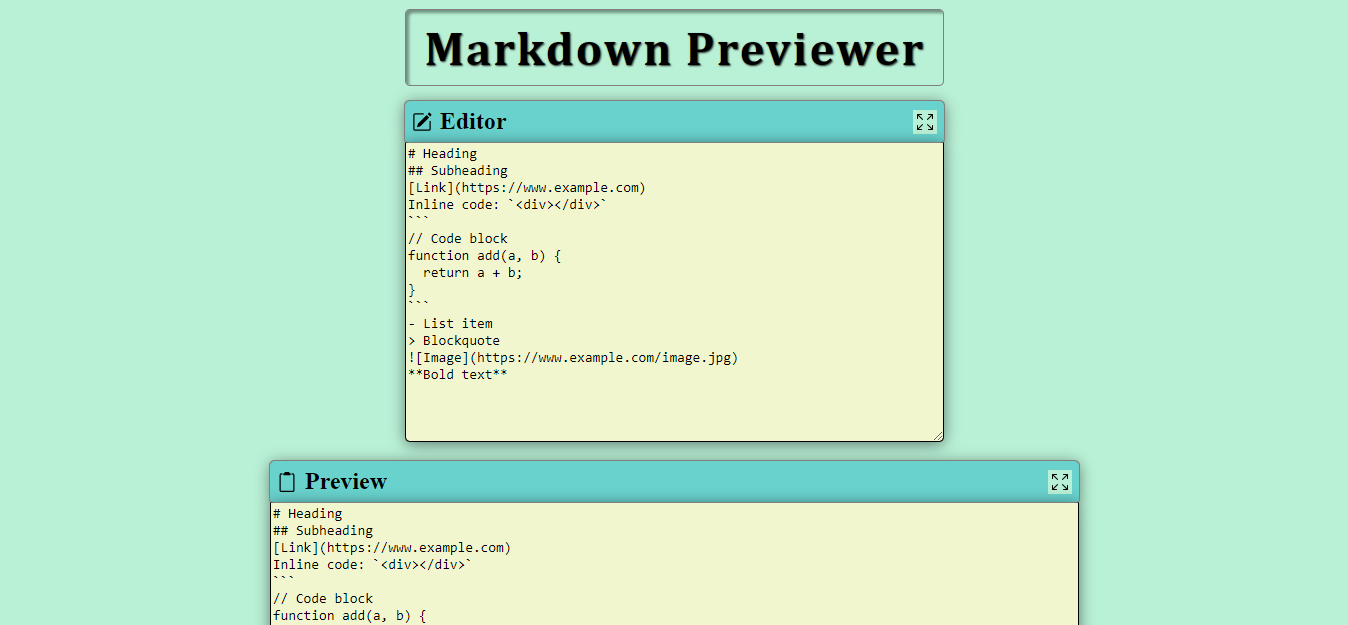 Markdown Previewer
Editor
# Heading
## Subheading
[Link](https://www.example.com)
Inline code: `<div></div>`
```
// Code block
function add(a, b) {
  return a + b;
}
```
- List item
> Blockquote
![Image](https://www.example.com/image.jpg)
**Bold text**
Preview
# Heading
## Subheading
[Link](https://www.example.com)
Inline code: `<div></div>`
```
// Code block
function add(a, b) {